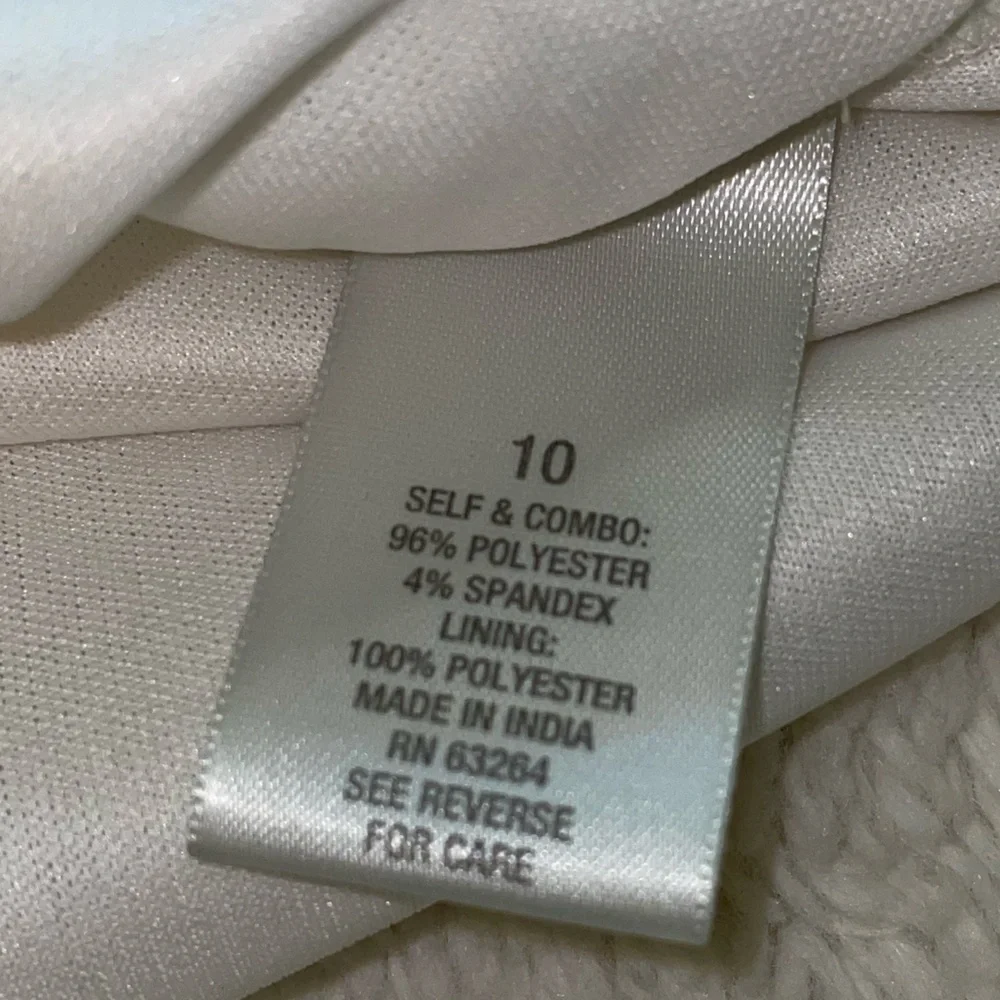 10
SELF & COMBO:
96% POLYESTER
4% SPANDEX
LINING:
100% POLYESTER
MADE IN INDIA
RN 63264
SEE REVERSE
FOR CARE